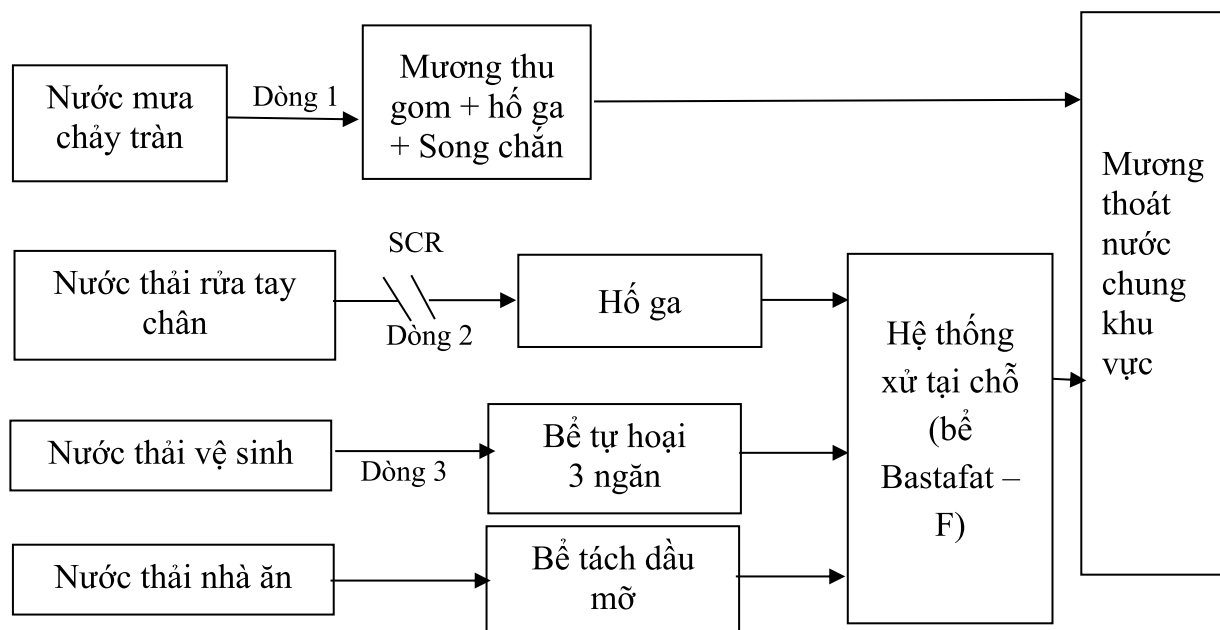 Nước mưa
chảy tràn
Dòng 1
Mương thu
gom + hố ga
+ Song chắn
Nước thải rửa tay
chân
SCR
Dòng 2
Hố ga
Nước thải vệ sinh
Dòng 3
Bể tự hoại
3 ngăn
Nước thải nhà ăn
Bể tách dầu
mỡ
Hệ thống
xử tại chỗ
(bể
Bastafat –
F)
Mương
thoát
nước
chung
khu
vực